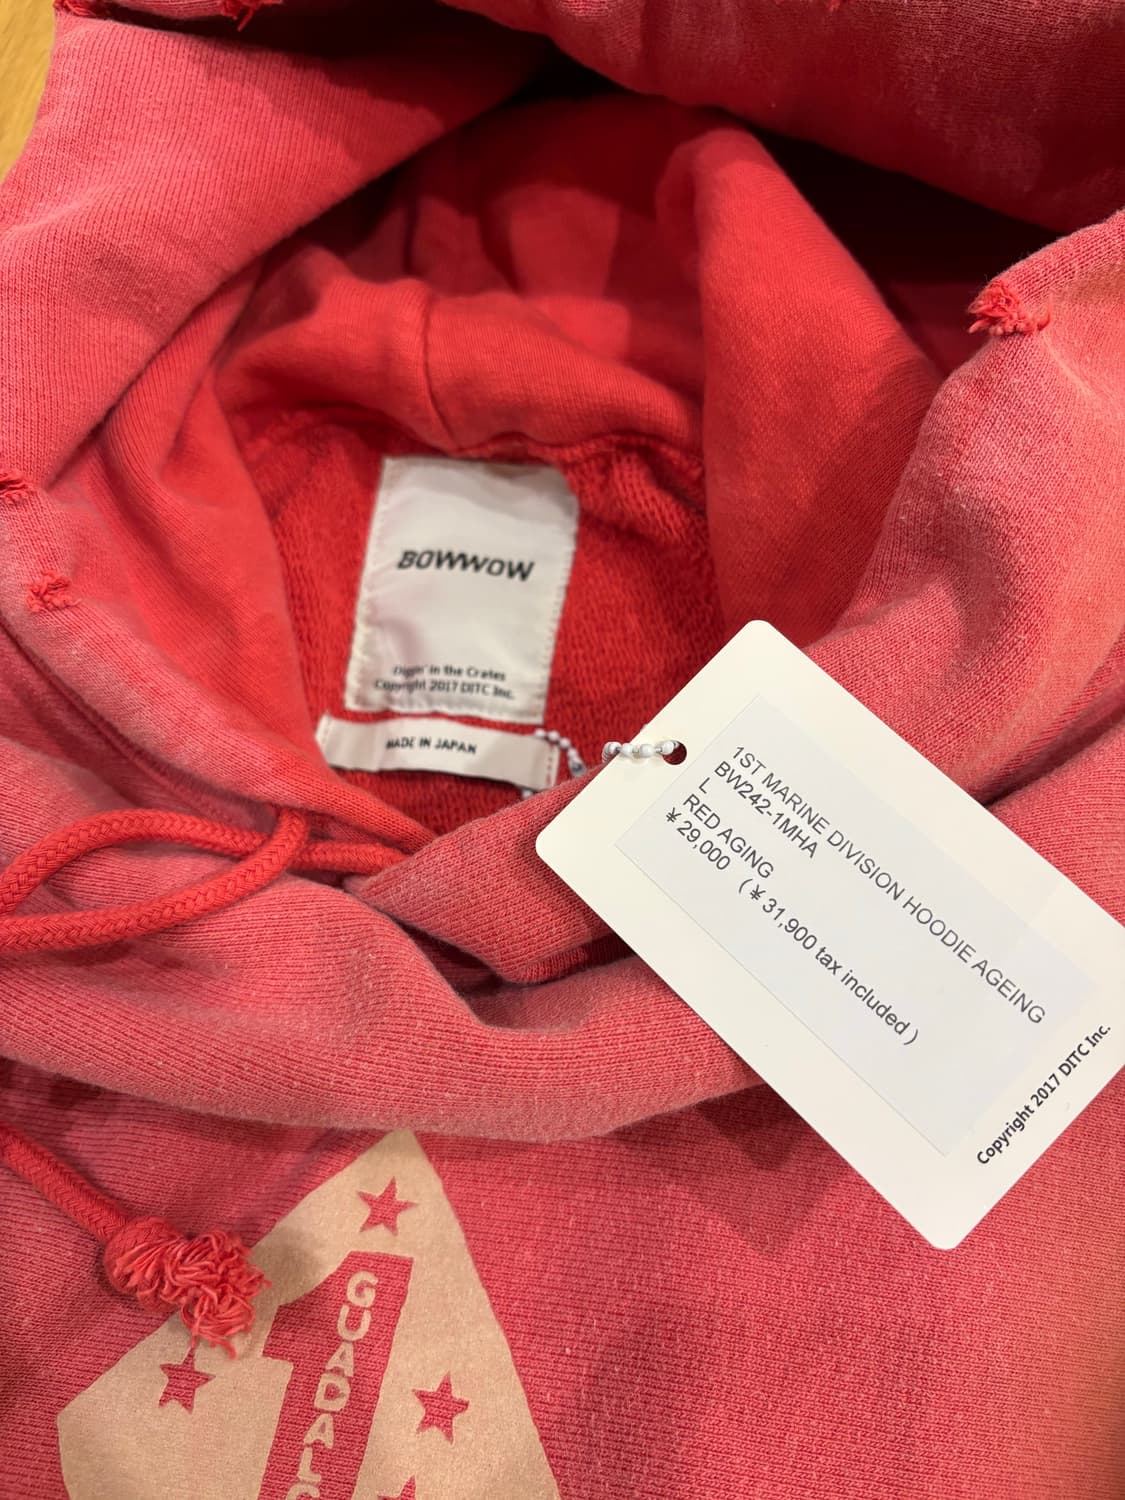 BOWWOW
Diggin' in the Crates
Copyright 2017 DITC Inc.
MADE IN JAPAN
1ST MARINE DIVISION HOODIE AGEING
BW242-1MHA
L
RED AGING
¥ 29,000 (¥ 31,900 tax included)
Copyright 2017 DITC Inc.
GUADALC